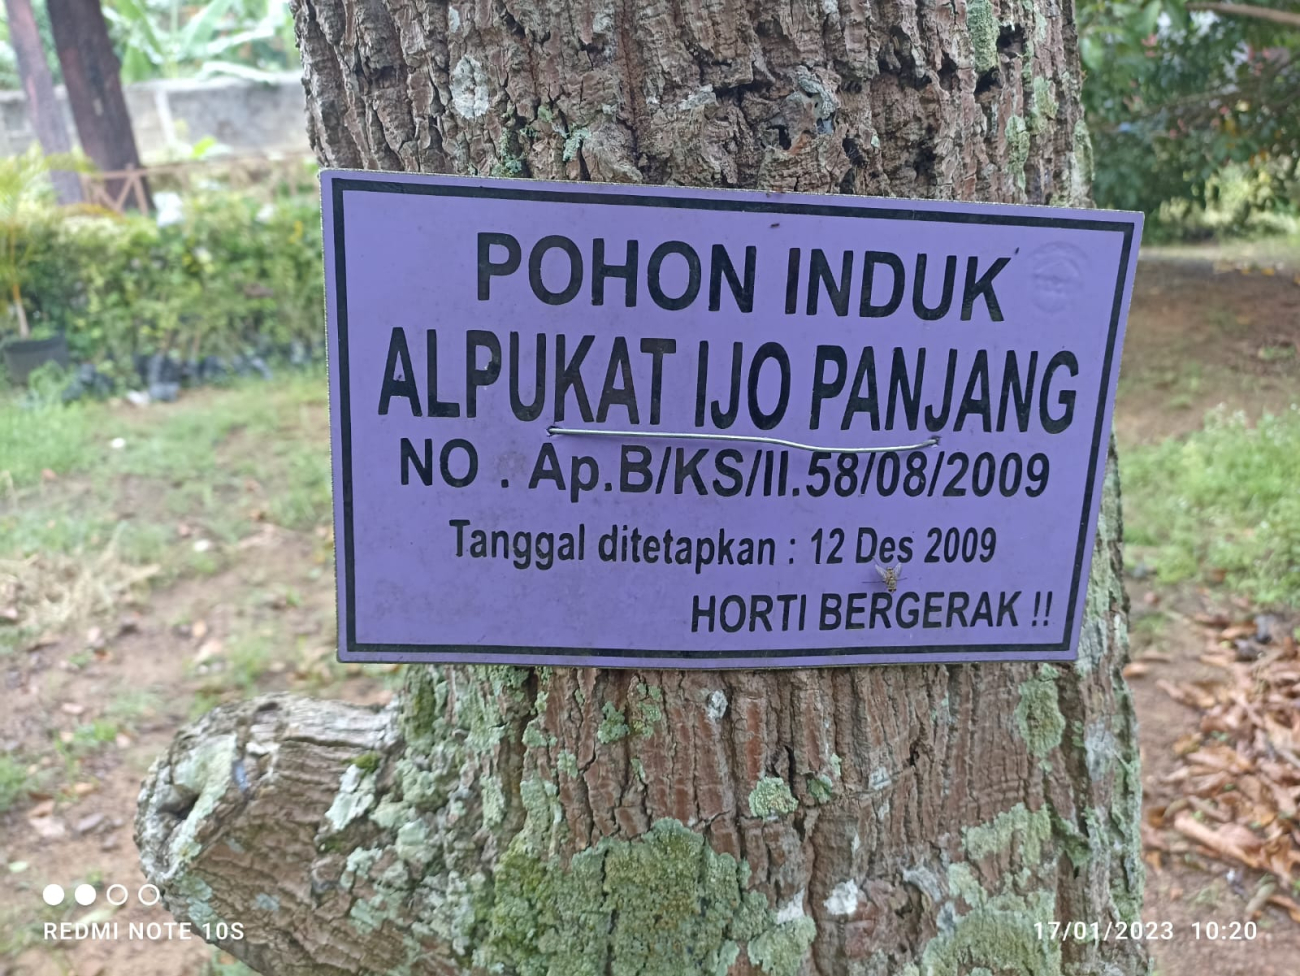 POHON INDUK
ALPUKAT IJO PANJANG
NO . Ap.B/KS/II.58/08/2009
Tanggal ditetapkan : 12 Des 2009
HORTI BERGERAK !!
REDMI NOTE 10S
17/01/2023 10:20